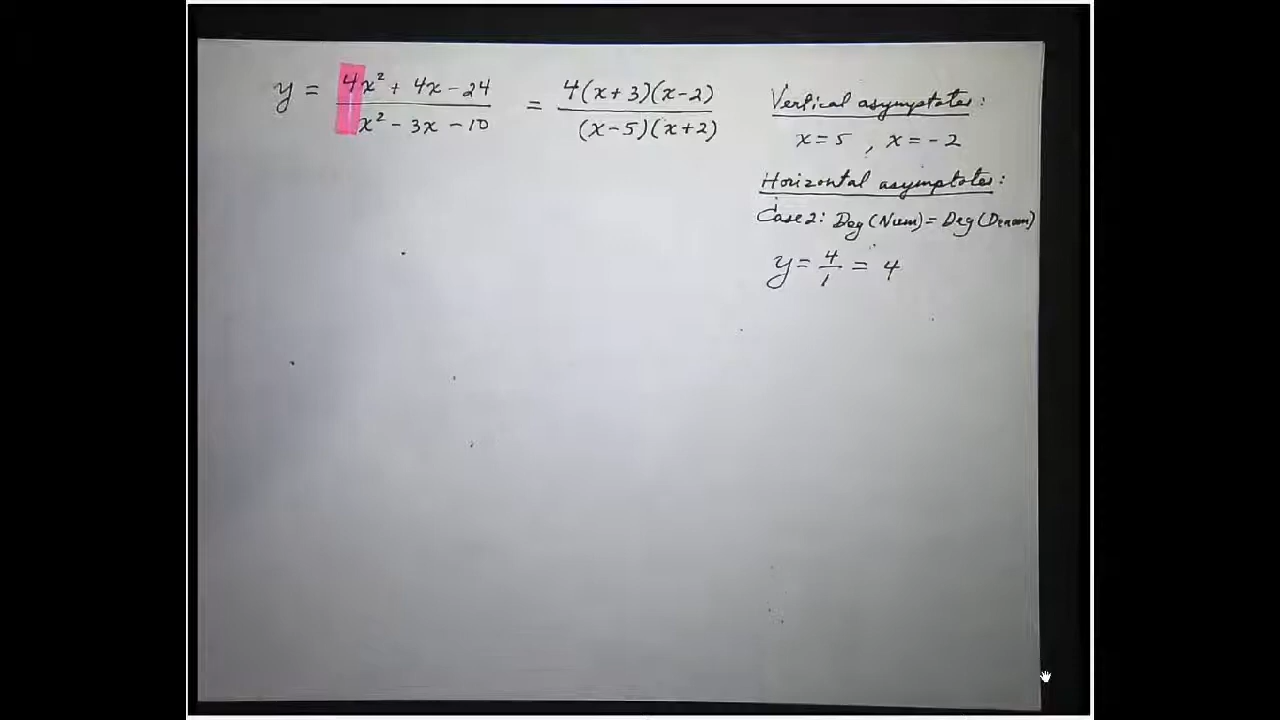 y = 4x² + 4x - 24 / x² - 3x - 10 = 4(x+3)(x-2) / (x-5)(x+2)
Vertical asymptotes:
x = 5 , x = -2
Horizontal asymptotes:
Case 2: Deg (Num) = Deg (Denom)
y = 4/1 = 4